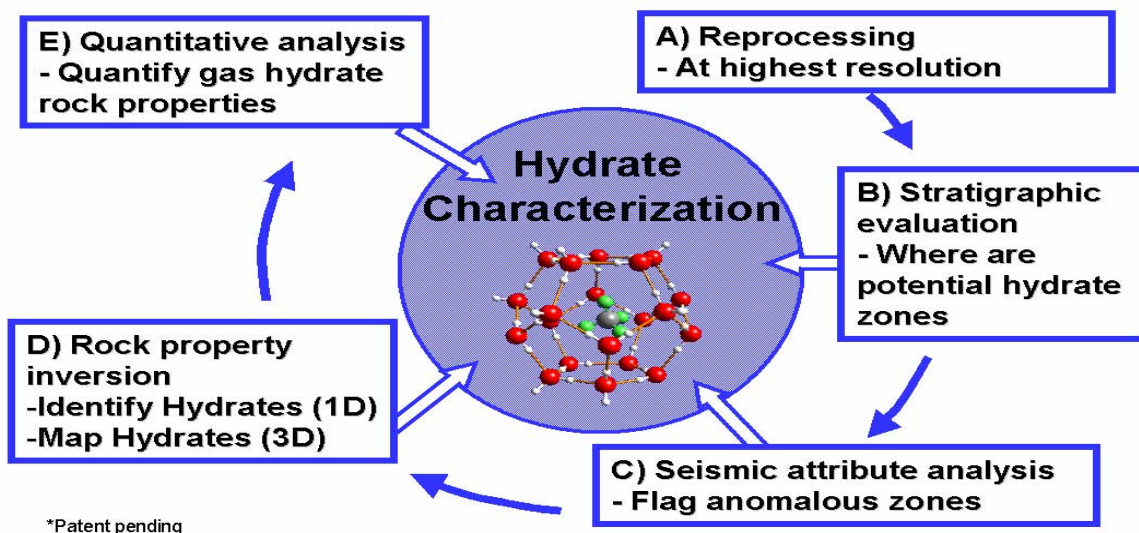 E) Quantitative analysis
- Quantify gas hydrate
rock properties
A) Reprocessing
- At highest resolution
Hydrate
Characterization
B) Stratigraphic
evaluation
- Where are
potential hydrate
zones
D) Rock property
inversion
-Identify Hydrates (1D)
-Map Hydrates (3D)
C) Seismic attribute analysis
- Flag anomalous zones
*Patent pending